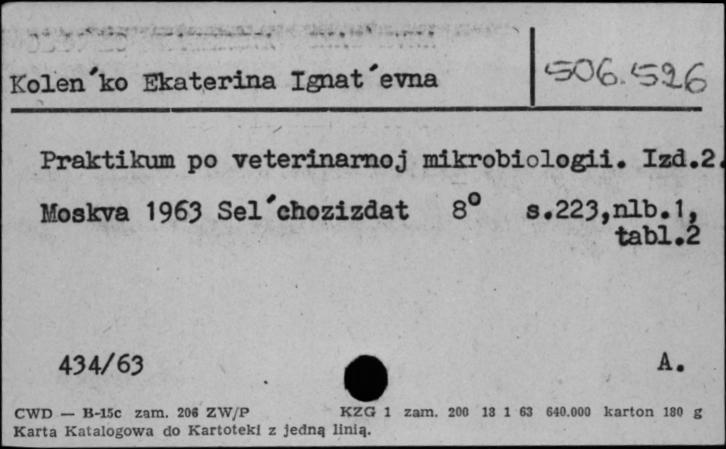 Kolen´ko Ekaterina Ignat´evna
506.526
Praktikum po veterinarnoj mikrobiologii. Izd.2.
Moskva 1963 Sel´chozizdat 8° s.223,nlb.1,
tabl.2
434/63
A.
CWD — B-15c zam. 206 ZW/P KZG 1 zam. 200 18 1 63 640.000 karton 180 g
Karta Katalogowa do Kartoteki z jedną linią.